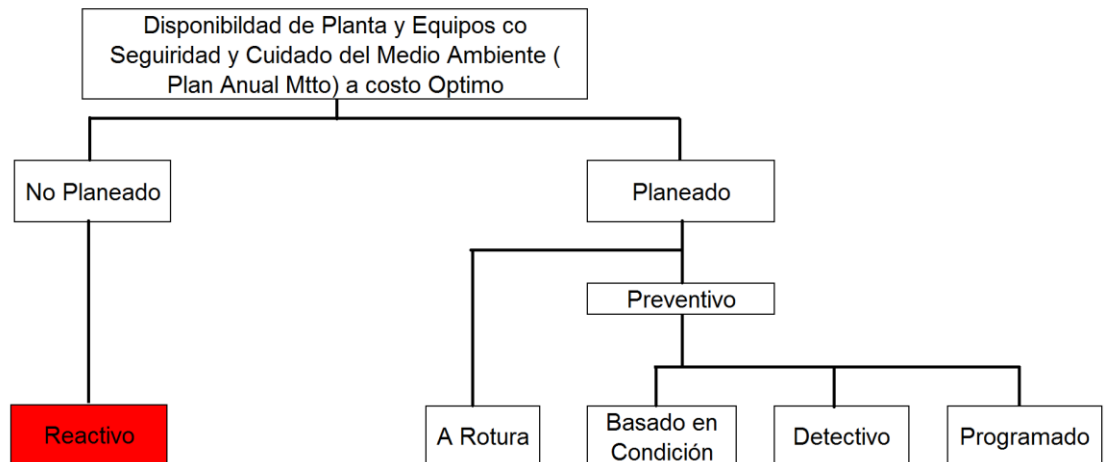 Disponibildad de Planta y Equipos co
Seguiridad y Cuidado del Medio Ambiente (
Plan Anual Mtto) a costo Optimo
No Planeado
Planeado
Preventivo
Reactivo
A Rotura
Basado en
Condición
Detectivo
Programado